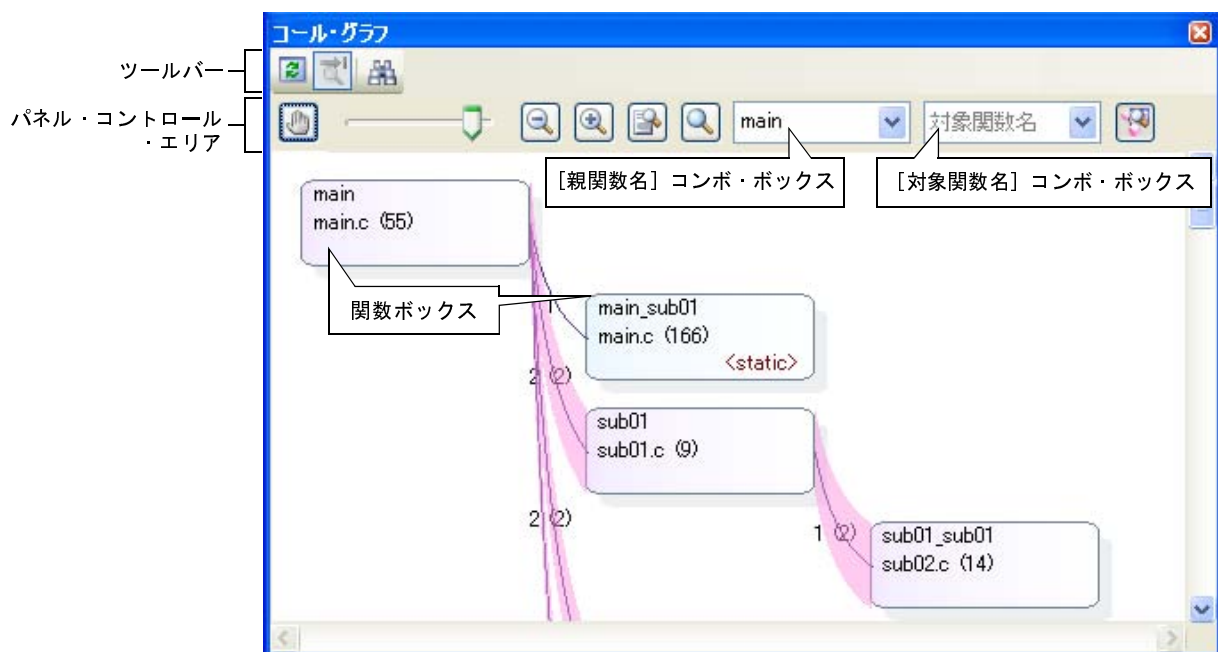 コール・グラフ
ツールバー
パネル・コントロール
・エリア
main
対象関数名
[親関数名] コンボ・ボックス
[対象関数名] コンボ・ボックス
main
main.c (55)
関数ボックス
1
main_sub01
main.c (166)
<static>
2 (2)
sub01
sub01.c (9)
2 (2)
1 (2)
sub01_sub01
sub02.c (14)